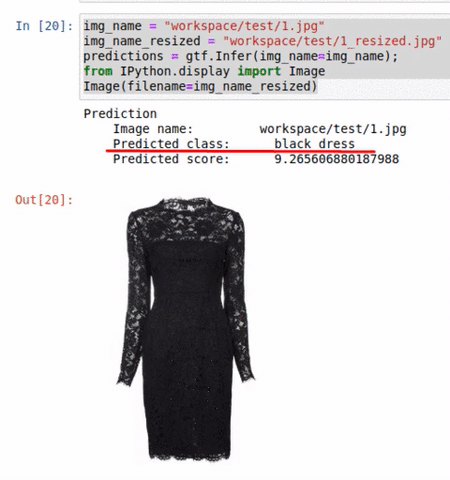 In [20]:
img_name = "workspace/test/1.jpg"
img_name_resized = "workspace/test/1_resized.jpg"
predictions = gtf.Infer(img_name=img_name);
from IPython.display import Image
Image(filename=img_name_resized)
Prediction
Image name: workspace/test/1.jpg
Predicted class: black dress
Predicted score: 9.265606880187988
Out[20]: